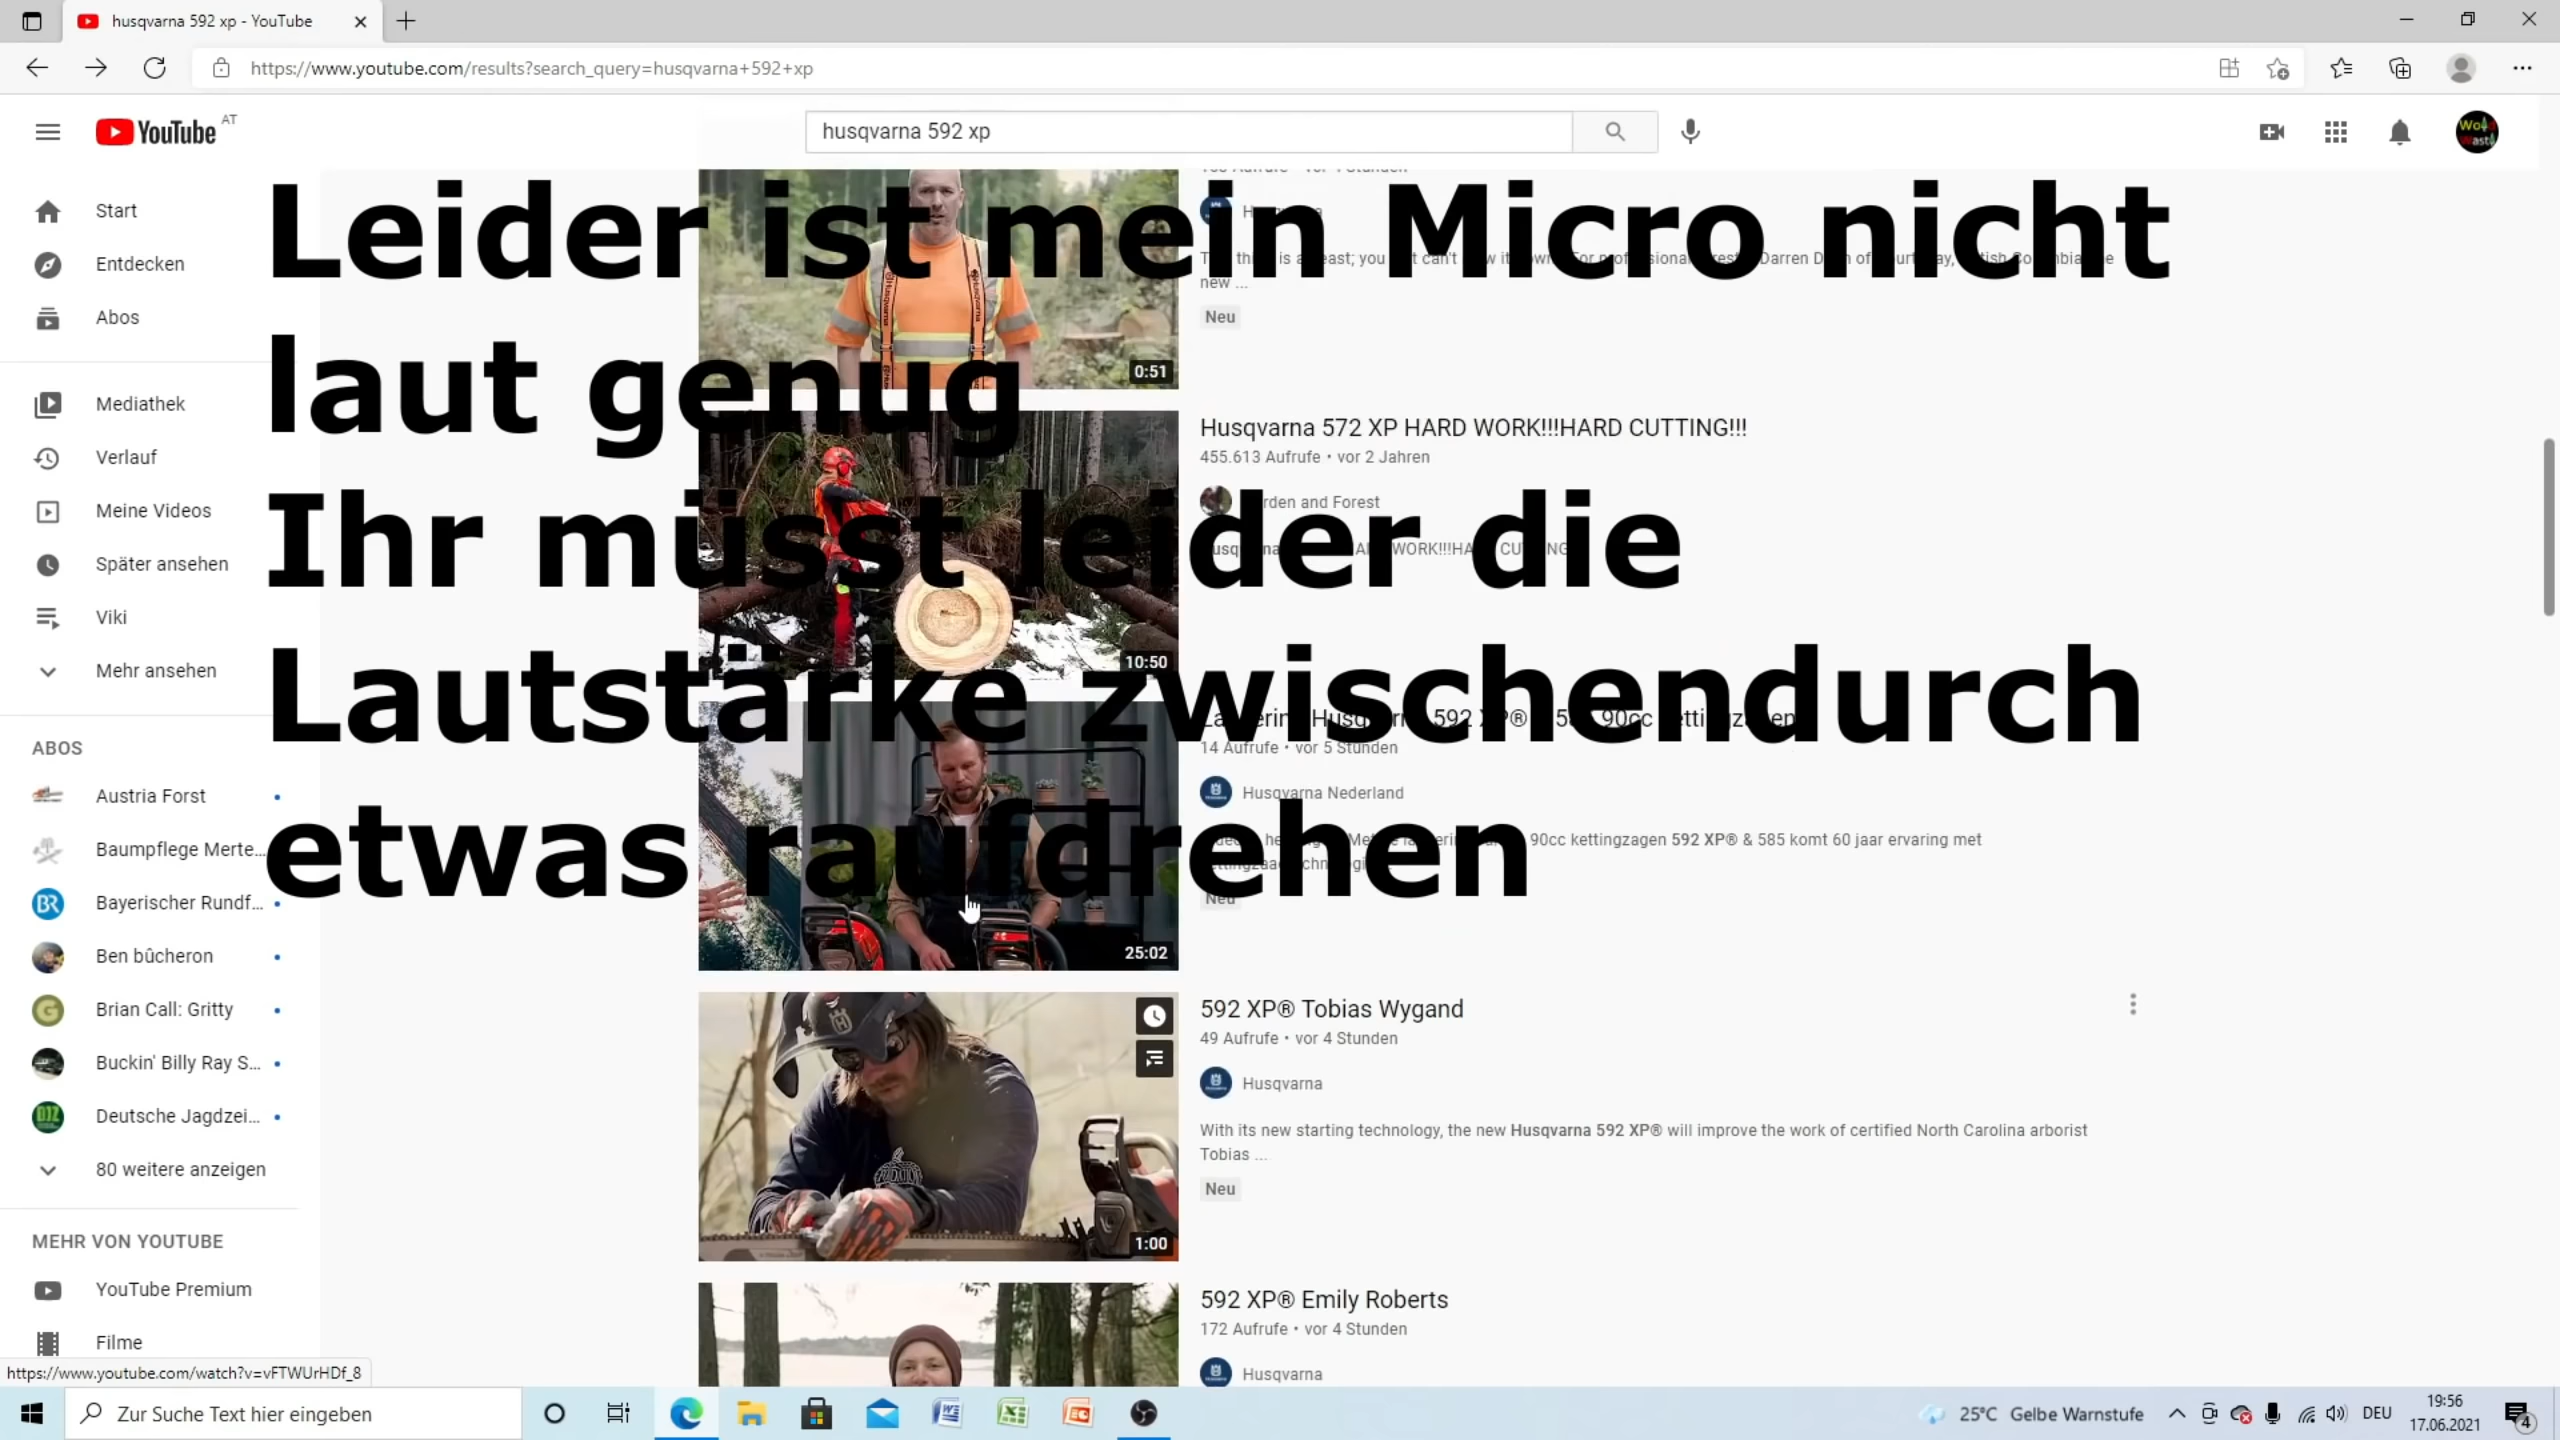 husqvarna 592 xp - YouTube
https://www.youtube.com/results?search_query=husqvarna+592+xp
YouTube AT
husqvarna 592 xp
Start
Entdecken
Abos
Mediathek
Verlauf
Meine Videos
Später ansehen
Viki
Mehr ansehen
ABOS
Austria Forst
Baumpflege Merte...
Bayerischer Rundf...
Ben bûcheron
Brian Call: Gritty
Buckin' Billy Ray S...
Deutsche Jagdzei...
80 weitere anzeigen
MEHR VON YOUTUBE
YouTube Premium
Filme
Leider ist mein Micro nicht
laut genug
Ihr müsst leider die
Lautstärke zwischendurch
etwas raufdrehen
new ...
Neu
0:51
Husqvarna 572 XP HARD WORK!!!HARD CUTTING!!!
455.613 Aufrufe • vor 2 Jahren
and Forest
10:50
592
14 Aufrufe • vor 5 Stunden
Husqvarna Nederland
90cc kettingzagen 592 XP® & 585 komt 60 jaar ervaring met
Neu
25:02
592 XP® Tobias Wygand
49 Aufrufe • vor 4 Stunden
Husqvarna
With its new starting technology, the new Husqvarna 592 XP® will improve the work of certified North Carolina arborist
Tobias ...
Neu
1:00
592 XP® Emily Roberts
172 Aufrufe • vor 4 Stunden
Husqvarna
https://www.youtube.com/watch?v=vFTWUrHDf_8
Zur Suche Text hier eingeben
25°C Gelbe Warnstufe
DEU
19:56
17.06.2021
4